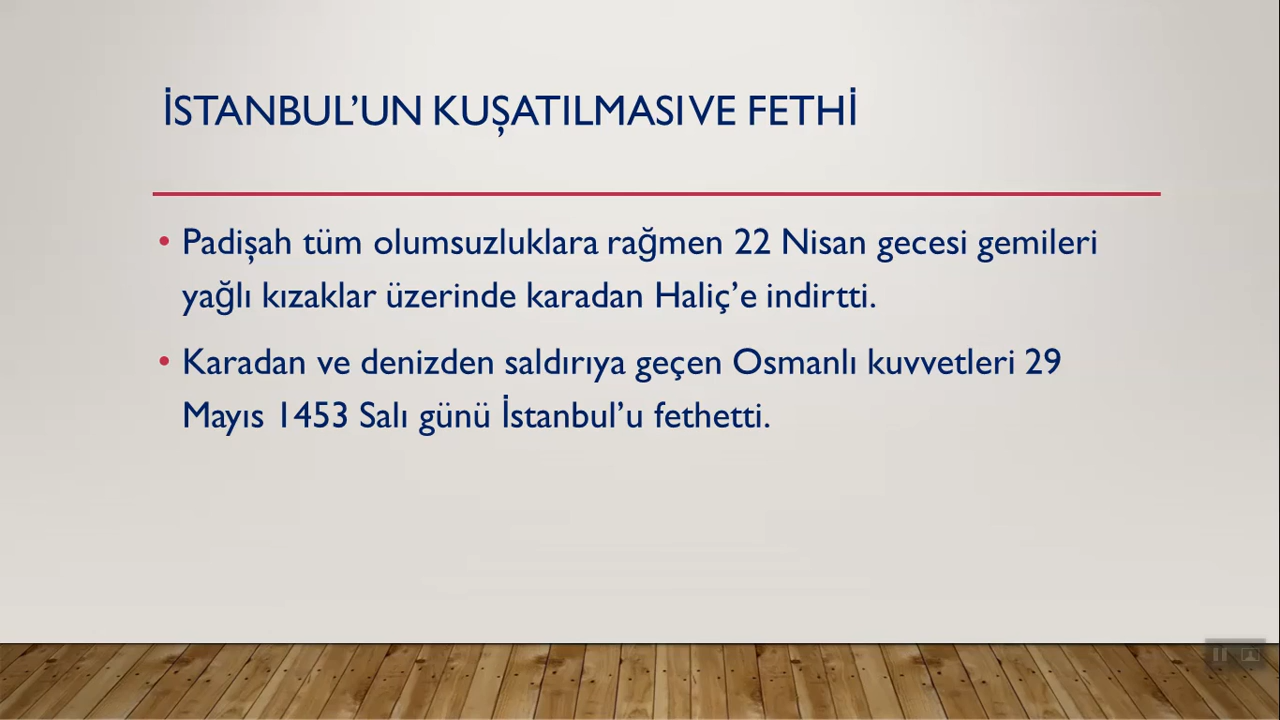 İSTANBUL’UN KUŞATILMASI VE FETHİ
• Padişah tüm olumsuzluklara rağmen 22 Nisan gecesi gemileri
yağlı kızaklar üzerinde karadan Haliç’e indirtti.
• Karadan ve denizden saldırıya geçen Osmanlı kuvvetleri 29
Mayıs 1453 Salı günü İstanbul’u fethetti.